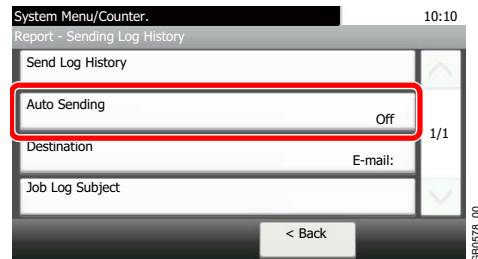 System Menu/Counter. 10:10
Report - Sending Log History
Send Log History
Auto Sending
Off
1/1
Destination
E-mail:
Job Log Subject
< Back
GB0578_00